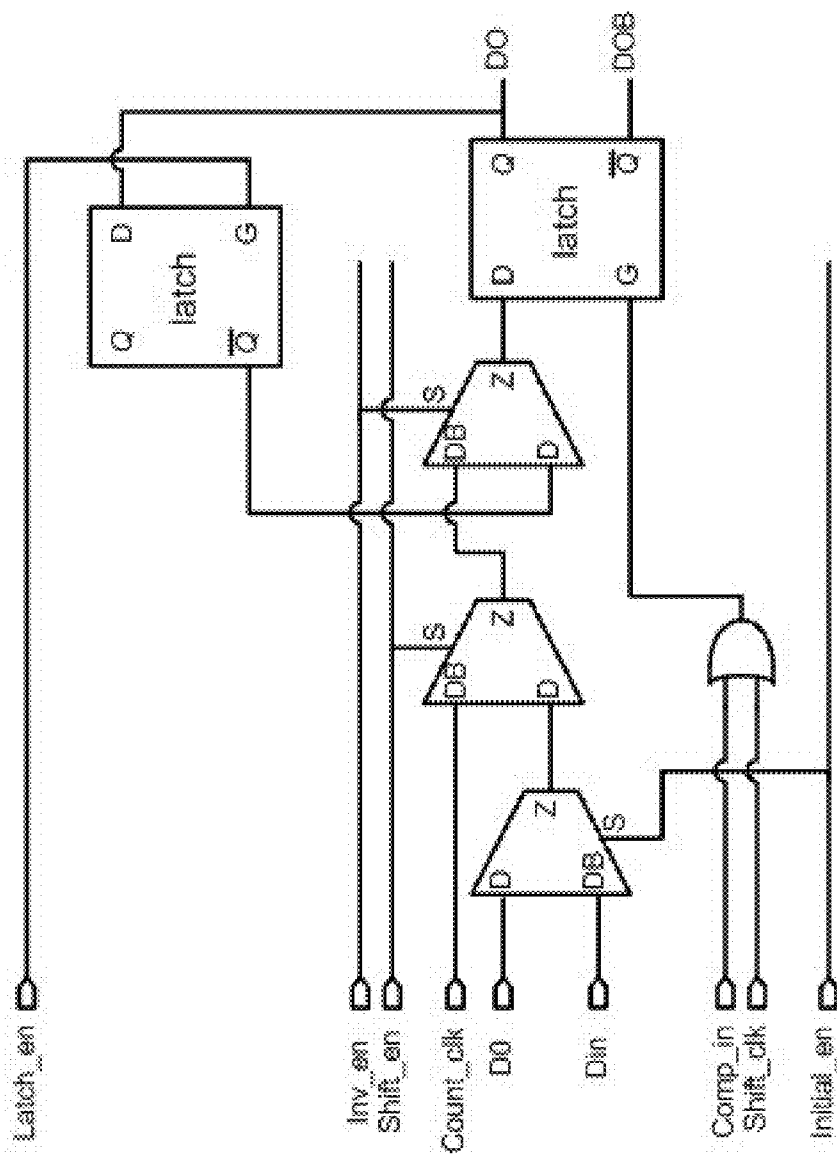 Latch_en
Inv_en
Shift_en
Count_clk
D0
Din
Comp_in
Shift_clk
Initial_en
D
DB
S
Z
DB
D
S
Z
DB
D
S
Z
Q
Q
latch
D
G
D
G
latch
Q
Q
DO
DOB